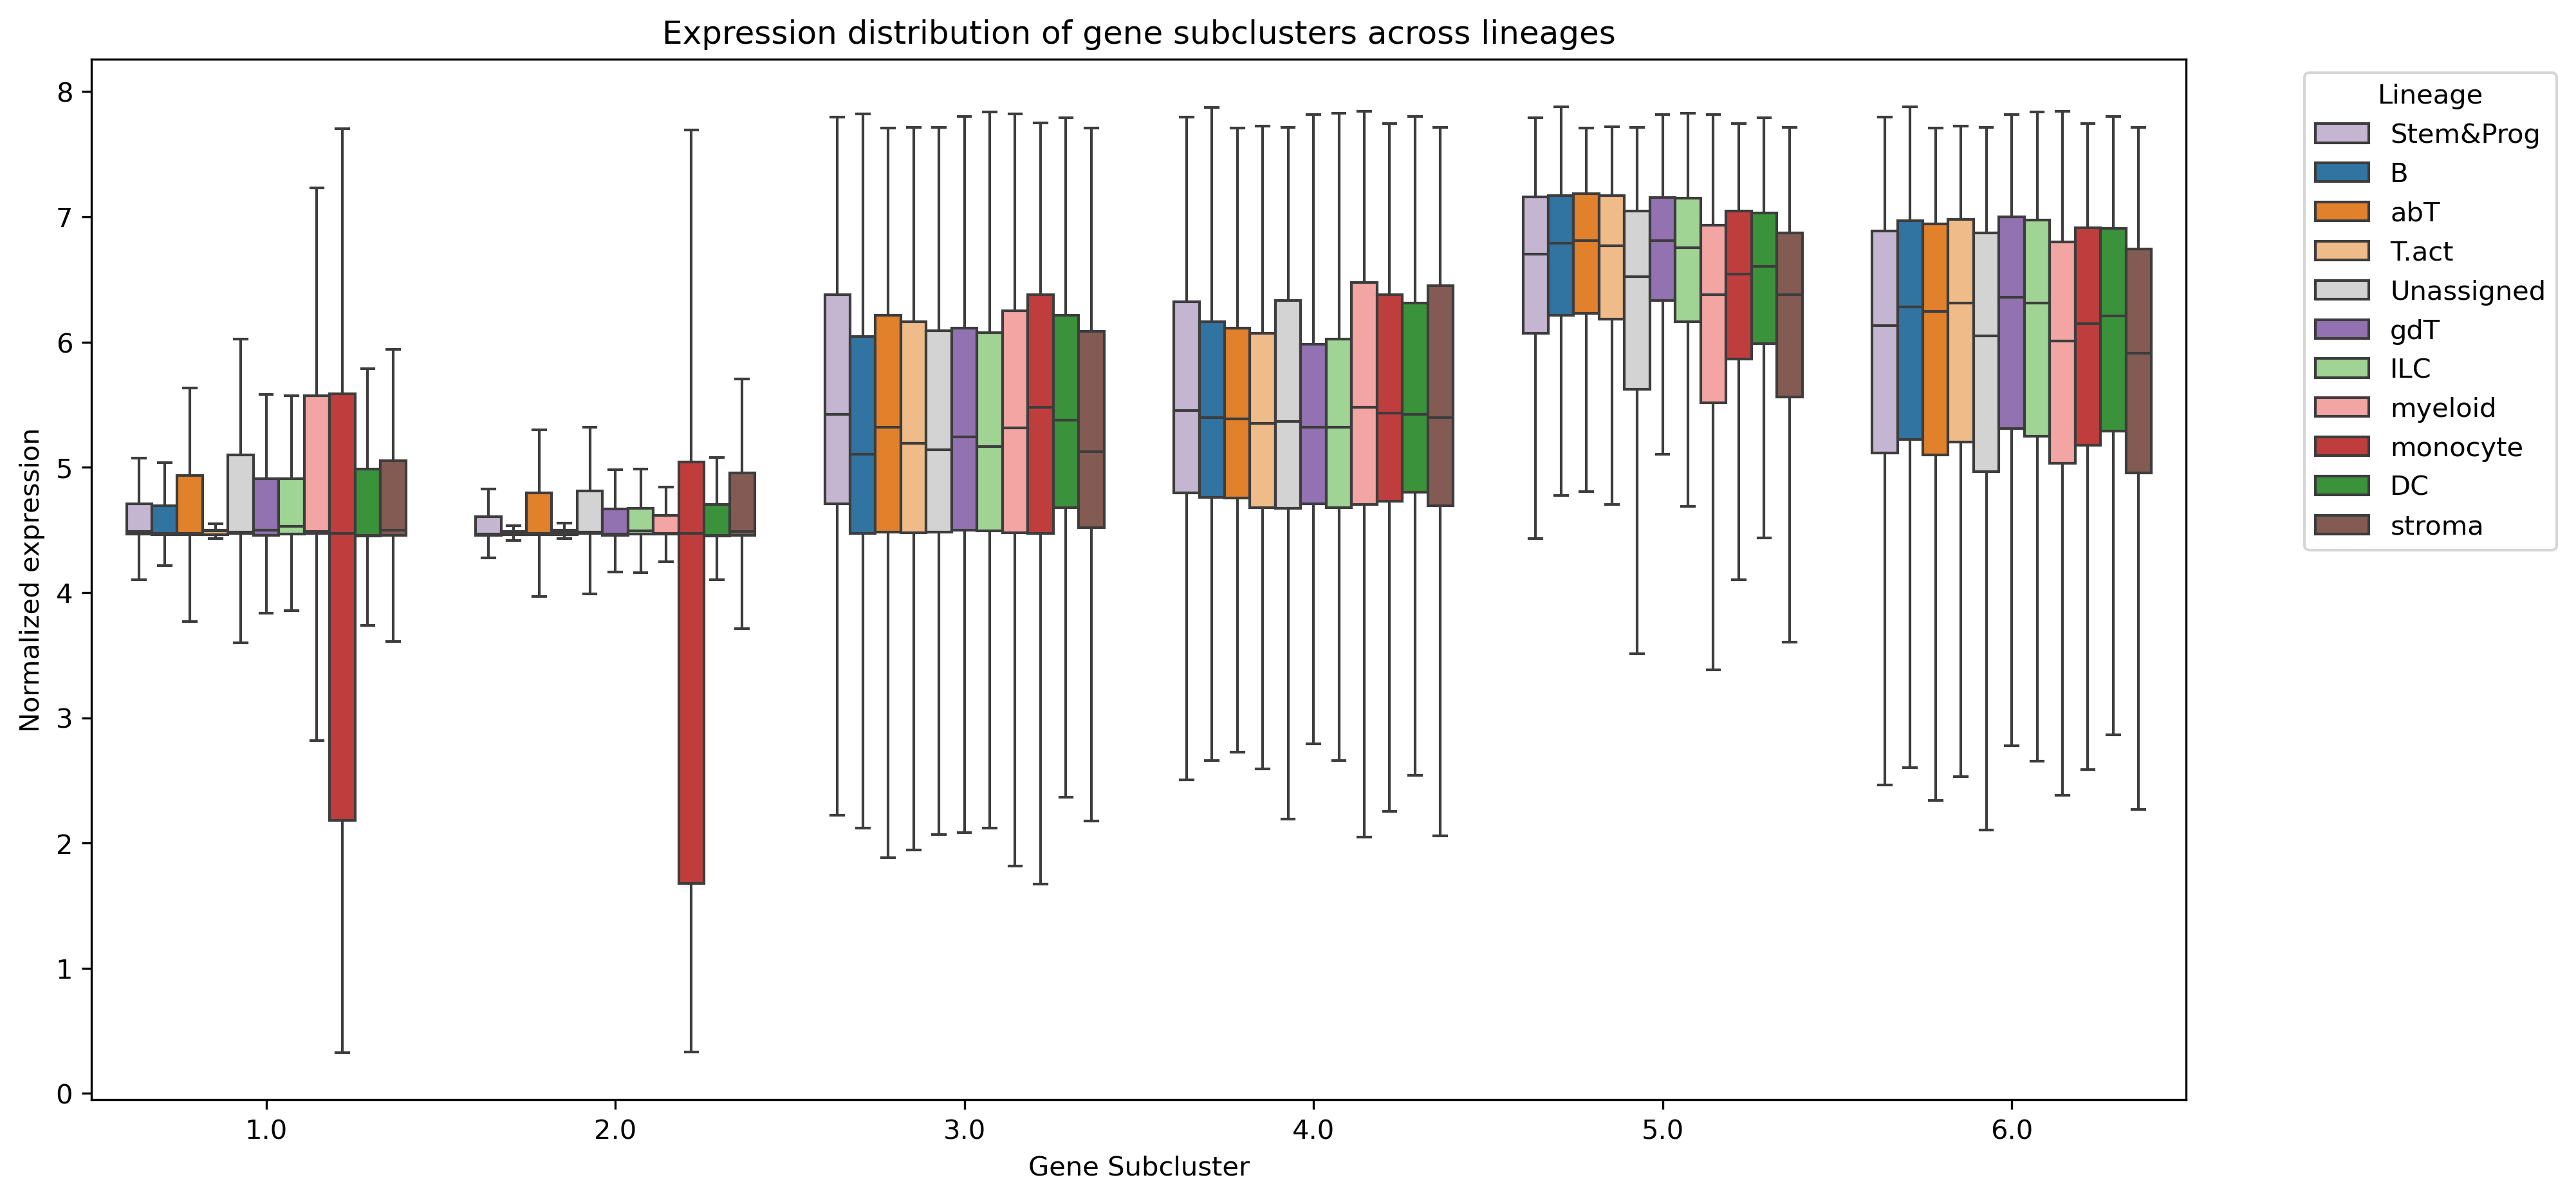 Expression distribution of gene subclusters across lineages
Normalized expression
8
7
6
5
4
3
2
1
0
1.0
2.0
3.0
4.0
5.0
6.0
Gene Subcluster
Lineage
Stem&Prog
B
abT
T.act
Unassigned
gdT
ILC
myeloid
monocyte
DC
stroma